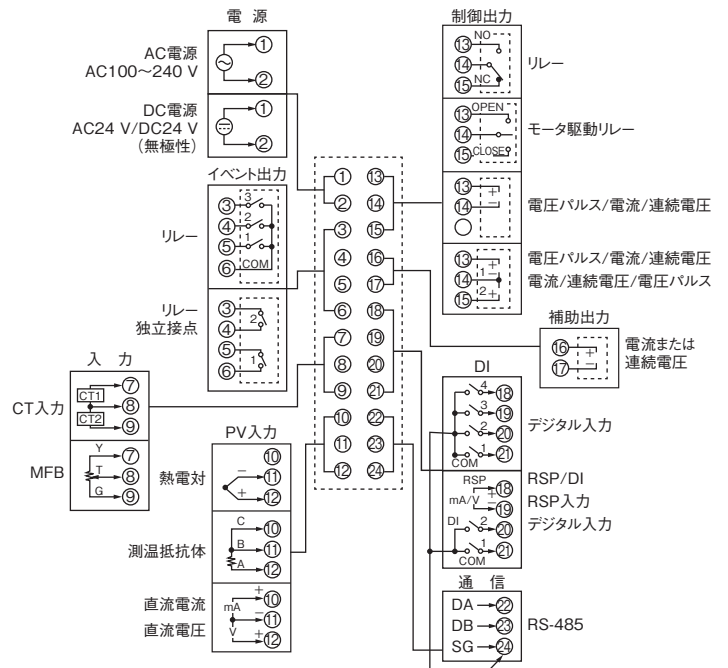 電 源
AC電源
AC100～240 V
①
②
DC電源
AC24 V/DC24 V
(無極性)
①
②
イベント出力
リレー
③ 3
④ 2
⑤ 1
⑥ COM
リレー
独立接点
③
④ 2
⑤
⑥ 1
入 力
CT入力
CT1
CT2
⑦
⑧
⑨
MFB
Y ⑦
T ⑧
G ⑨
PV入力
熱電対
⑩
− ⑪
+ ⑫
測温抵抗体
C ⑩
B ⑪
A ⑫
直流電流
直流電圧
mA
V
+ ⑩
− ⑪
+ ⑫
① ⑬
② ⑭
③ ⑮
④ ⑯
⑤ ⑰
⑥ ⑱
⑦ ⑲
⑧ ⑳
⑨ ㉑
⑩ ㉒
⑪ ㉓
⑫ ㉔
制御出力
⑬ NO
⑭
⑮ NC
リレー
⑬ OPEN
⑭
⑮ CLOSE
モータ駆動リレー
⑬ +
⑭ −
電圧パルス/電流/連続電圧
⑬ +
⑭ 1 −
⑮ 2 +
電圧パルス/電流/連続電圧
電流/連続電圧/電圧パルス
補助出力
⑯ +
⑰ −
電流または
連続電圧
DI
4 ⑱
3 ⑲
2 ⑳
1 ㉑
COM
デジタル入力
RSP
mA/V
+ ⑱
− ⑲
DI 2 ⑳
1 ㉑
COM
RSP/DI
RSP入力
デジタル入力
通 信
DA ㉒
DB ㉓
SG ㉔
RS-485